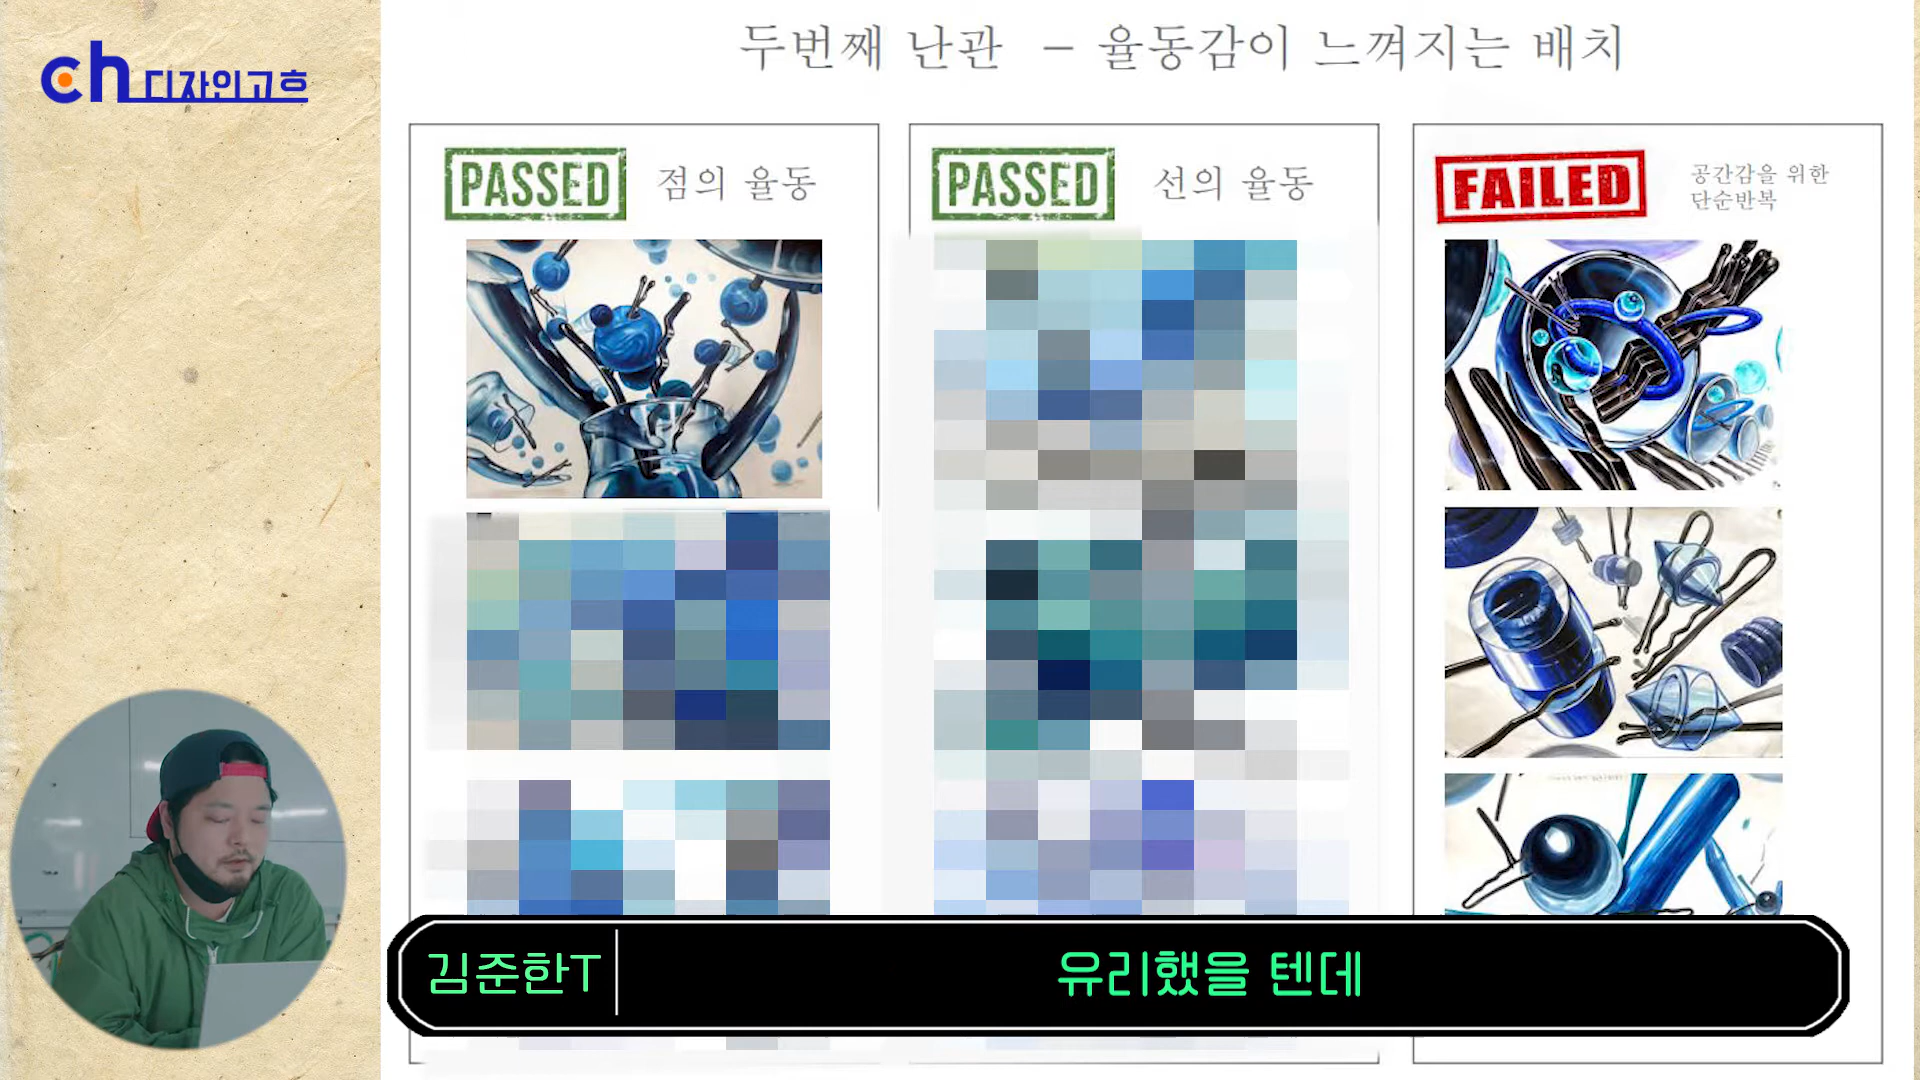 ch 디자인고흐
두번째 난관 – 율동감이 느껴지는 배치
PASSED 점의 율동
PASSED 선의 율동
FAILED 공간감을 위한
단순반복
김준한T 유리했을 텐데